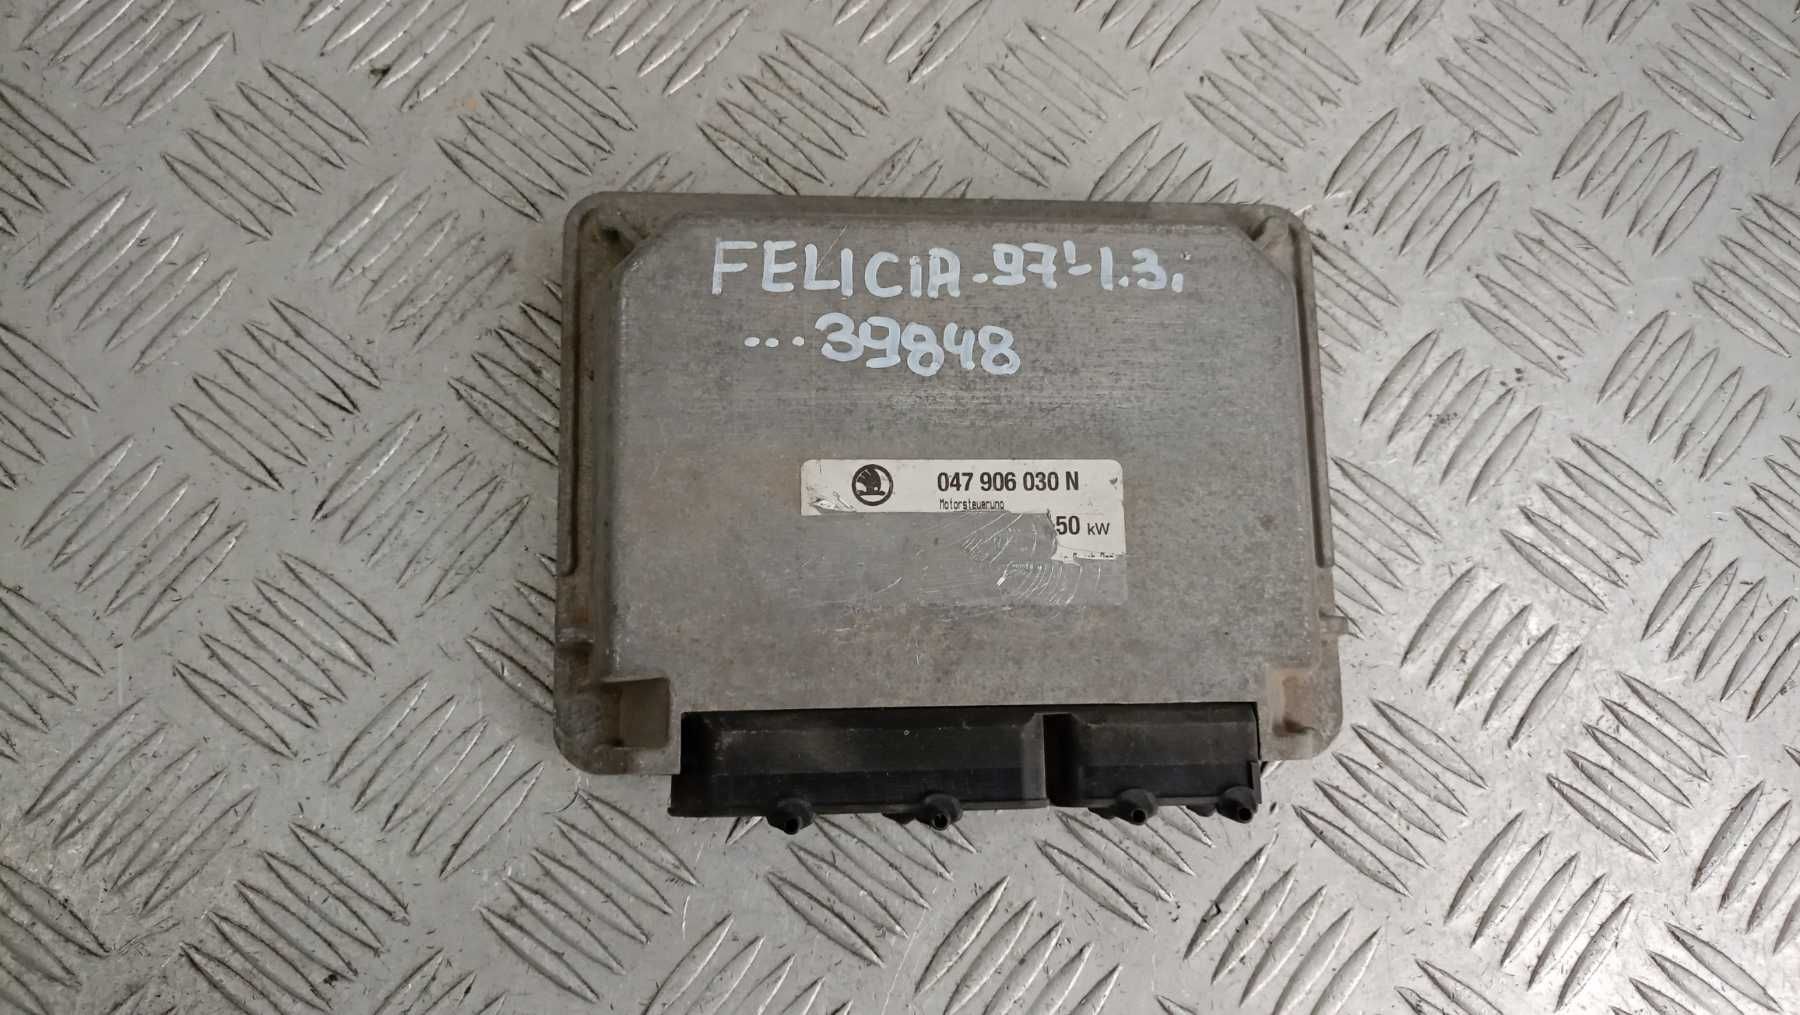 FELICIA-97'-1.3.
...39848
047 906 030 N
Motorsteuerung
50 kW